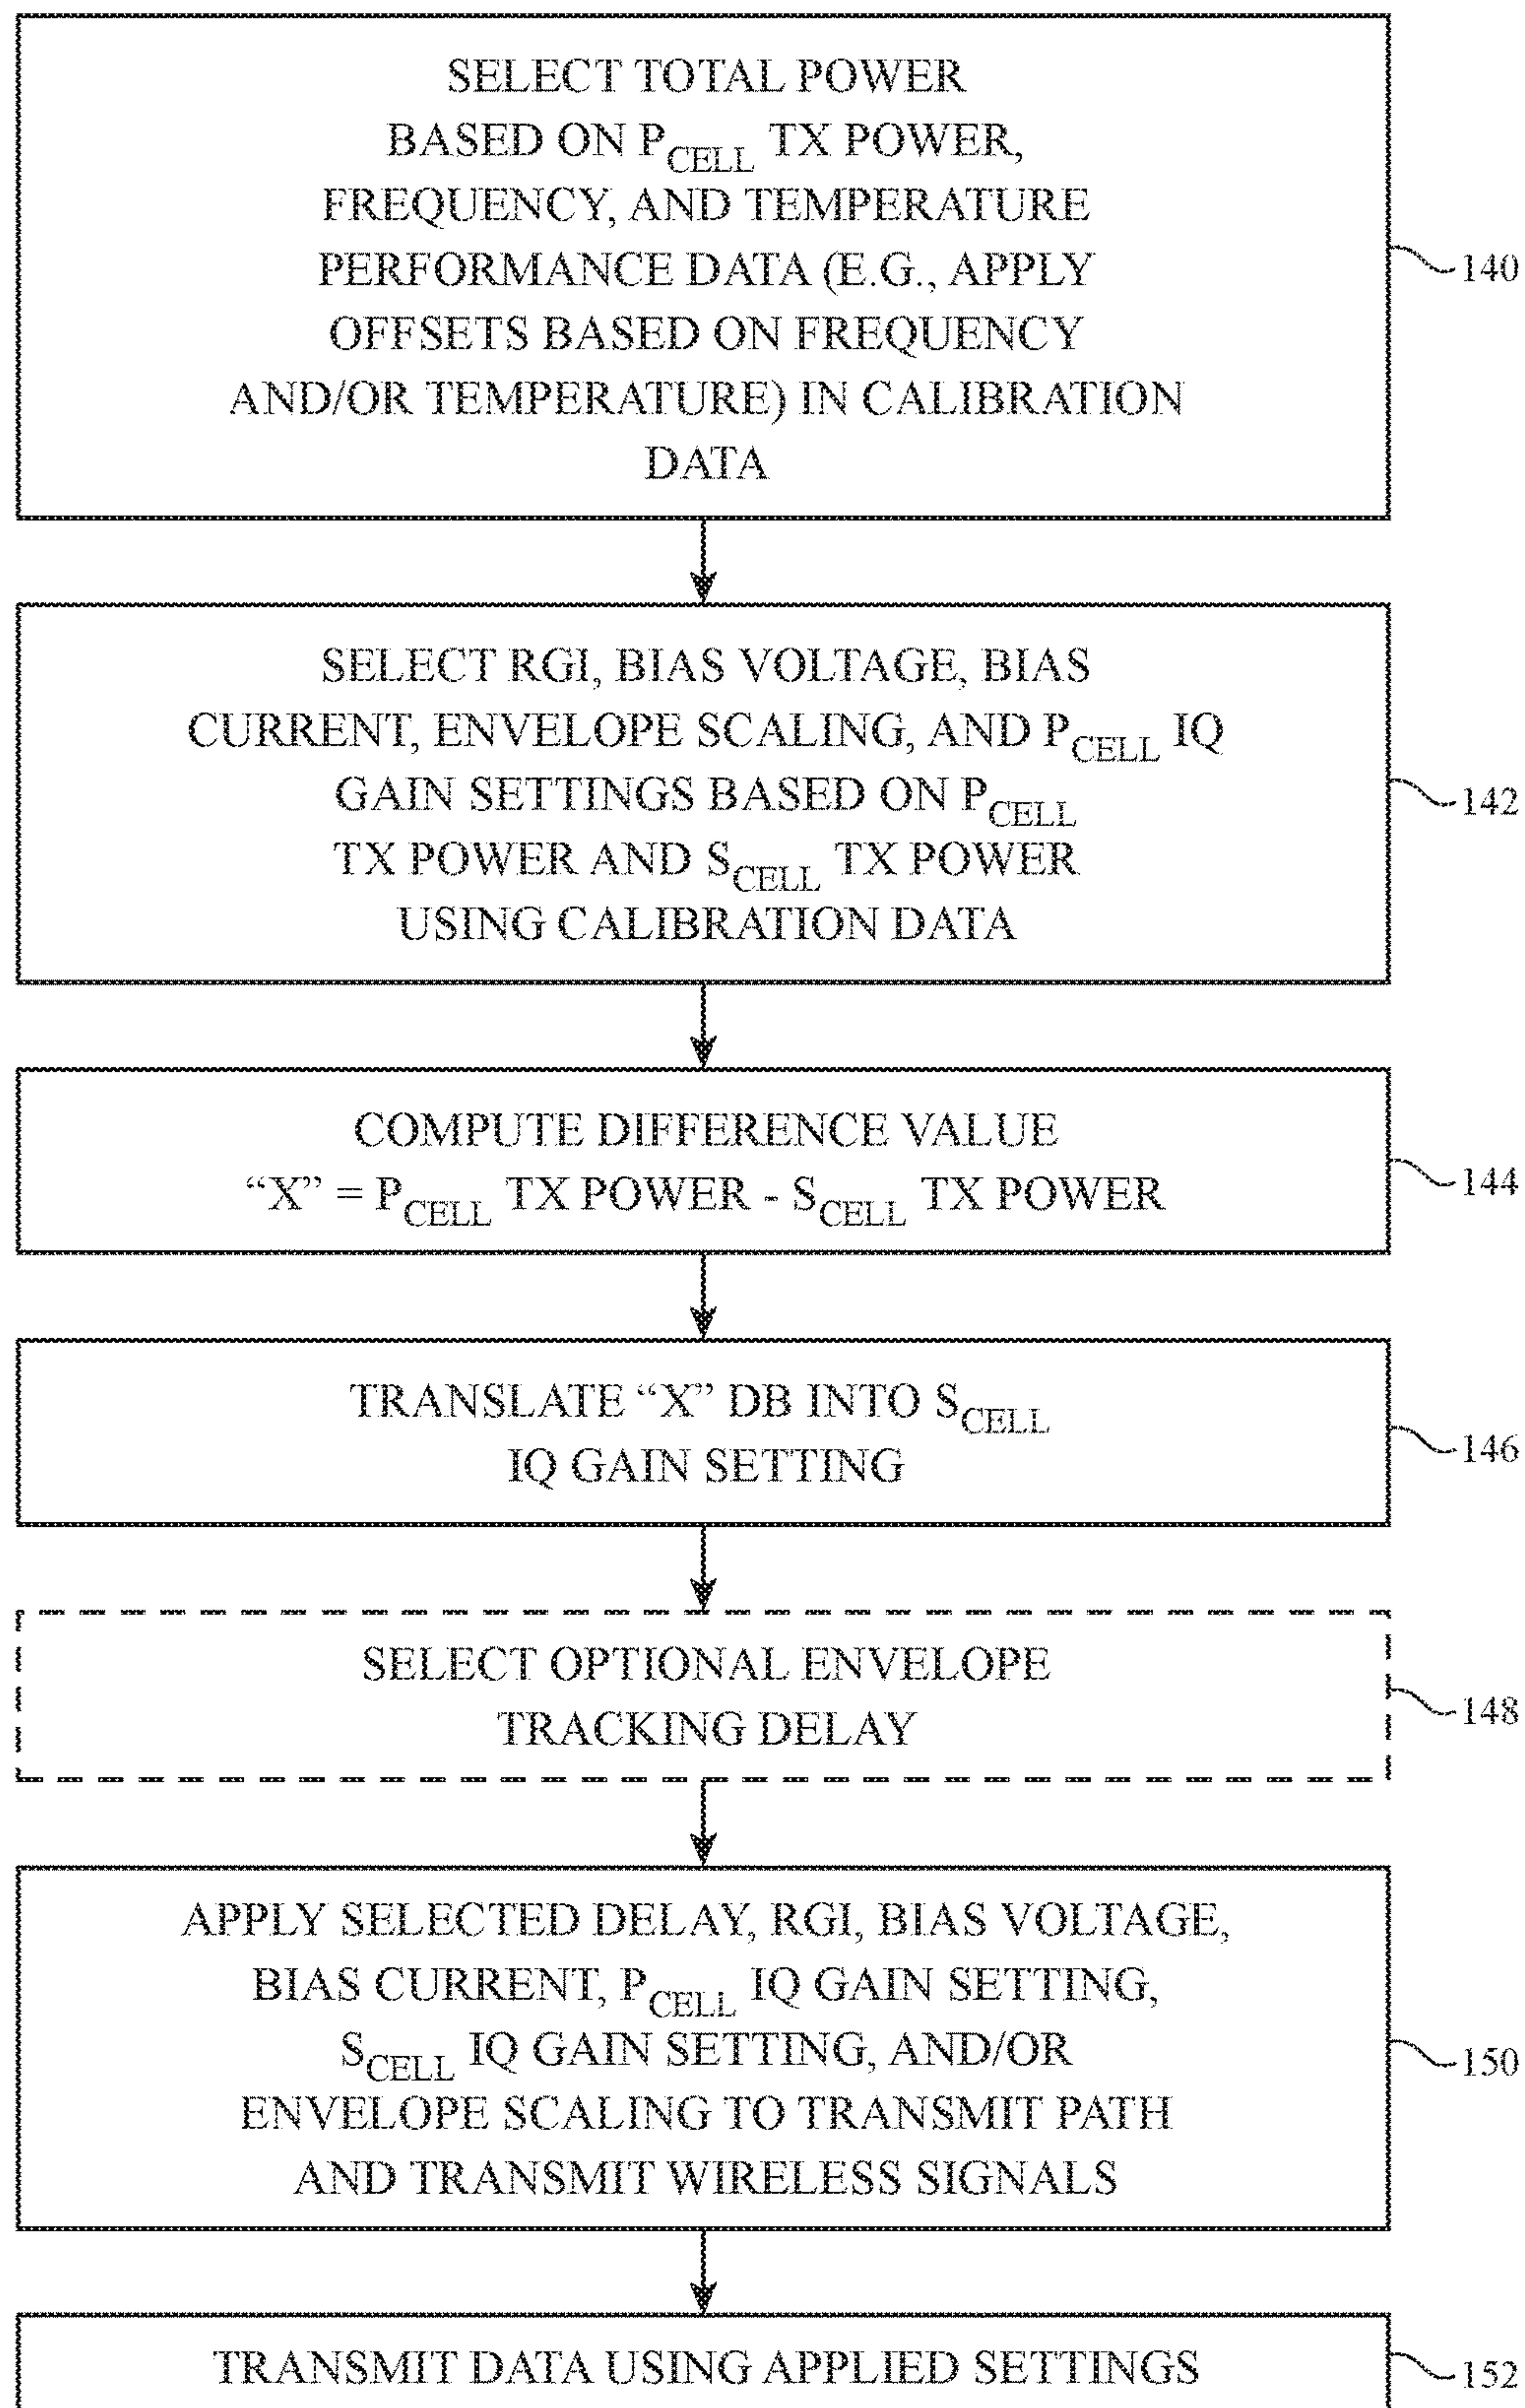 SELECT TOTAL POWER
BASED ON PCELL TX POWER,
FREQUENCY, AND TEMPERATURE
PERFORMANCE DATA (E.G., APPLY
OFFSETS BASED ON FREQUENCY
AND/OR TEMPERATURE) IN CALIBRATION
DATA
140
SELECT RGI, BIAS VOLTAGE, BIAS
CURRENT, ENVELOPE SCALING, AND PCELL IQ
GAIN SETTINGS BASED ON PCELL
TX POWER AND SCELL TX POWER
USING CALIBRATION DATA
142
COMPUTE DIFFERENCE VALUE
“X” = PCELL TX POWER - SCELL TX POWER
144
TRANSLATE “X” DB INTO SCELL
IQ GAIN SETTING
146
SELECT OPTIONAL ENVELOPE
TRACKING DELAY
148
APPLY SELECTED DELAY, RGI, BIAS VOLTAGE,
BIAS CURRENT, PCELL IQ GAIN SETTING,
SCELL IQ GAIN SETTING, AND/OR
ENVELOPE SCALING TO TRANSMIT PATH
AND TRANSMIT WIRELESS SIGNALS
150
TRANSMIT DATA USING APPLIED SETTINGS
152